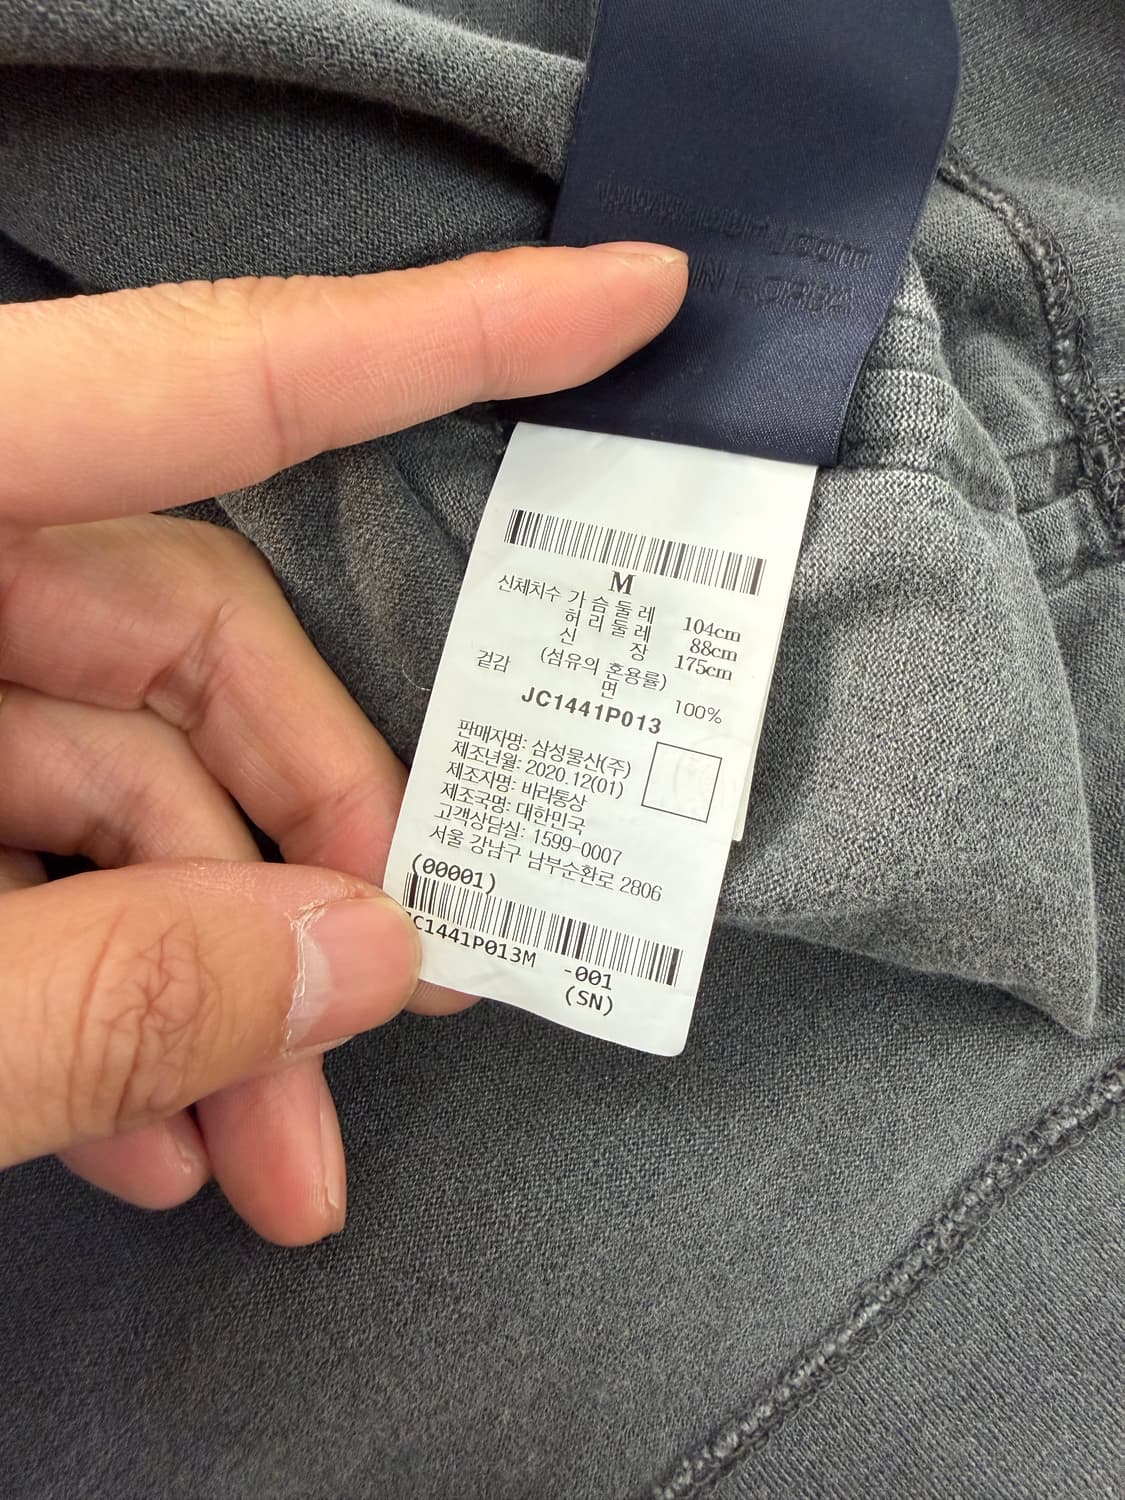 N KOREA
M
신체치수 가 슴 둘 레 104cm
허 리 둘 레 88cm
신 장 175cm
(섬유의 혼용률)
겉감 면 100%
JC1441P013
판매자명: 삼성물산(주)
제조년월: 2020.12(01)
제조자명: 바라통상
제조국명: 대한민국
고객상담실: 1599-0007
서울 강남구 남부순환로 2806
(00001)
C1441P013M -001
(SN)